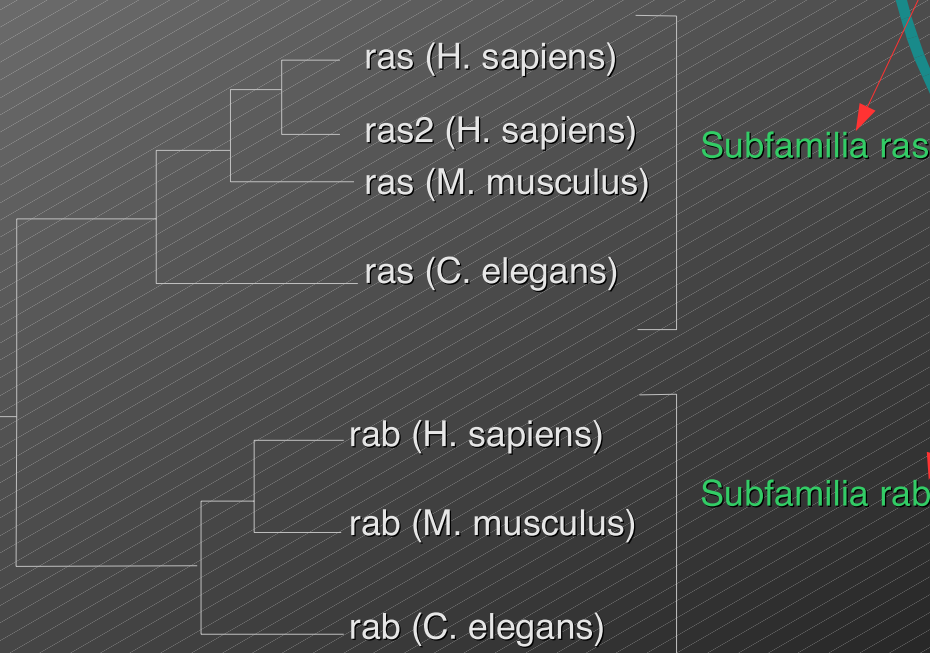 ras (H. sapiens)
ras2 (H. sapiens)
Subfamilia ras
ras (M. musculus)
ras (C. elegans)
rab (H. sapiens)
Subfamilia rab
rab (M. musculus)
rab (C. elegans)